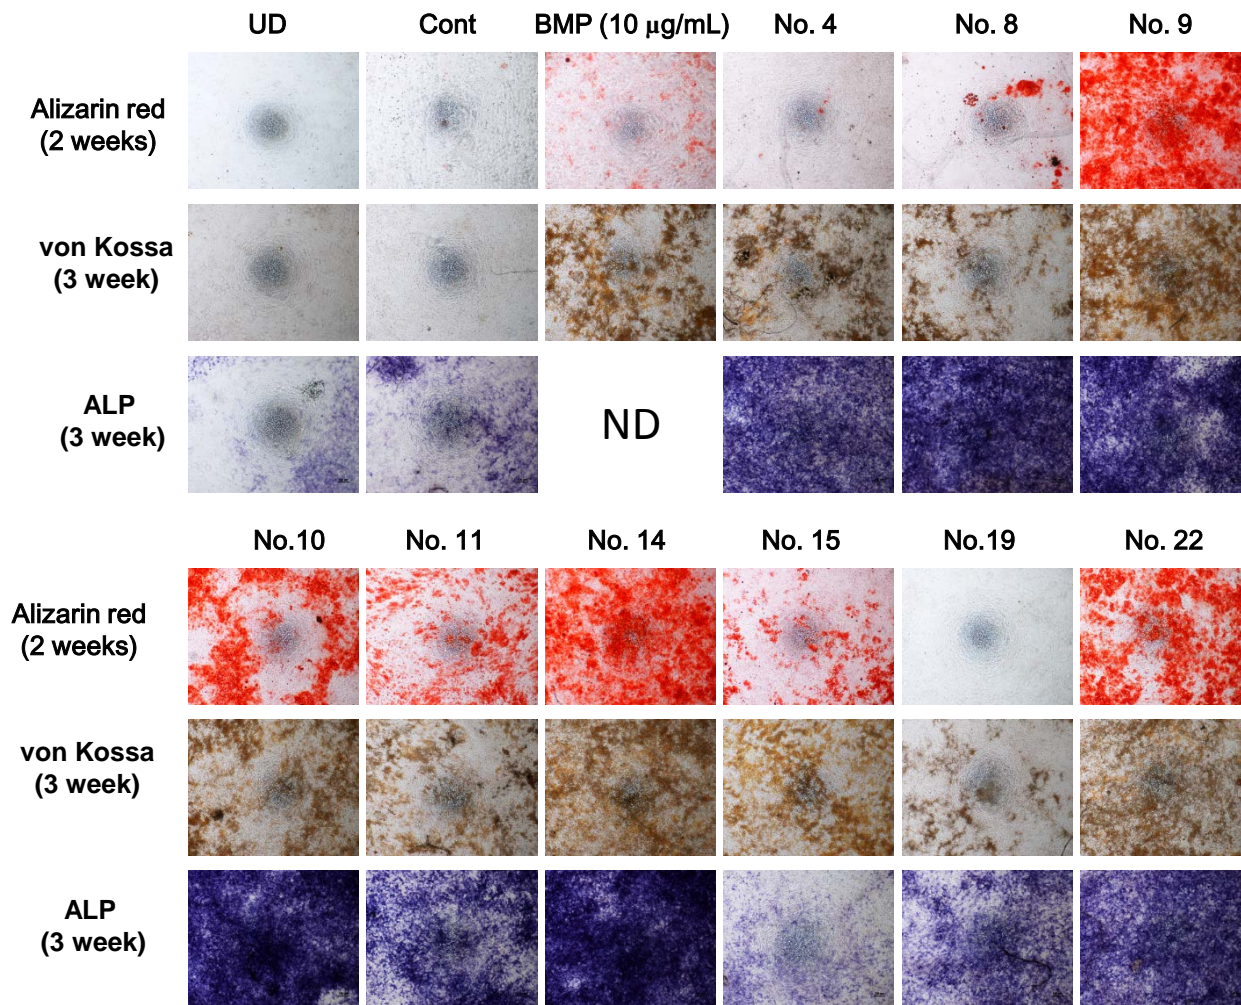 UD Cont BMP (10 μg/mL) No. 4 No. 8 No. 9
Alizarin red
(2 weeks)
von Kossa
(3 week)
ALP
(3 week)
ND
No.10 No. 11 No. 14 No. 15 No.19 No. 22
Alizarin red
(2 weeks)
von Kossa
(3 week)
ALP
(3 week)